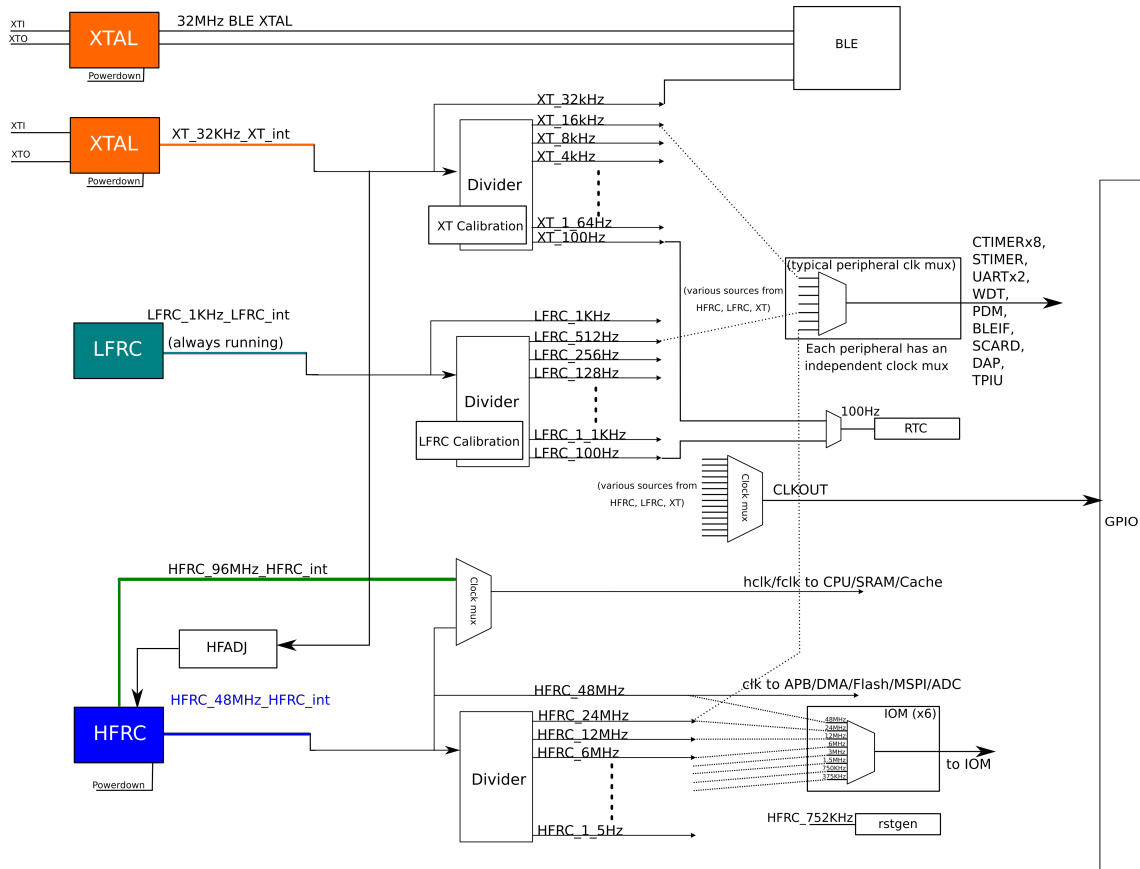 XTI
XTO
XTAL
Powerdown
32MHz BLE XTAL
BLE
XTI
XTO
XTAL
Powerdown
XT_32KHz_XT_int
XT_32kHz
XT_16kHz
XT_8kHz
XT_4kHz
Divider
XT Calibration
XT_1_64Hz
XT_100Hz
(typical peripheral clk mux)
(various sources from
HFRC, LFRC, XT)
Each peripheral has an
independent clock mux
CTIMERx8,
STIMER,
UARTx2,
WDT,
PDM,
BLEIF,
SCARD,
DAP,
TPIU
LFRC
LFRC_1KHz_LFRC_int
(always running)
LFRC_1KHz
LFRC_512Hz
LFRC_256Hz
LFRC_128Hz
Divider
LFRC Calibration
LFRC_1_1KHz
LFRC_100Hz
100Hz
RTC
(various sources from
HFRC, LFRC, XT)
Clock mux
CLKOUT
GPIO
HFRC_96MHz_HFRC_int
Clock mux
hclk/fclk to CPU/SRAM/Cache
HFADJ
HFRC_48MHz_HFRC_int
HFRC
Powerdown
HFRC_48MHz
clk to APB/DMA/Flash/MSPI/ADC
HFRC_24MHz
HFRC_12MHz
HFRC_6MHz
Divider
HFRC_1_5Hz
IOM (x6)
48MHz
24MHz
12MHz
6MHz
3MHz
1.5MHz
750KHz
375KHz
to IOM
HFRC_752KHz
rstgen